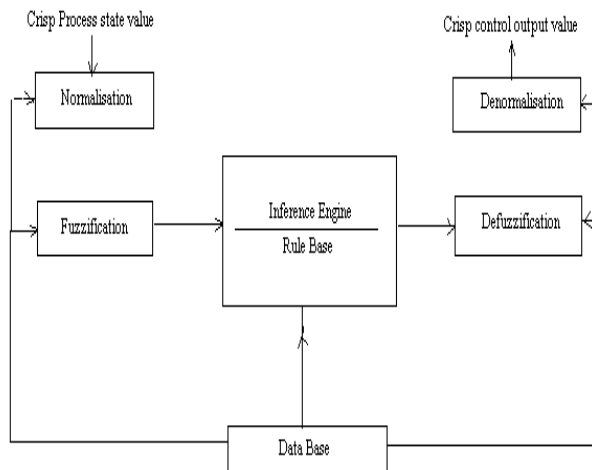 Crisp Process state value
Crisp control output value
Normalisation
Denormalisation
Fuzzification
Inference Engine
Rule Base
Defuzzification
Data Base